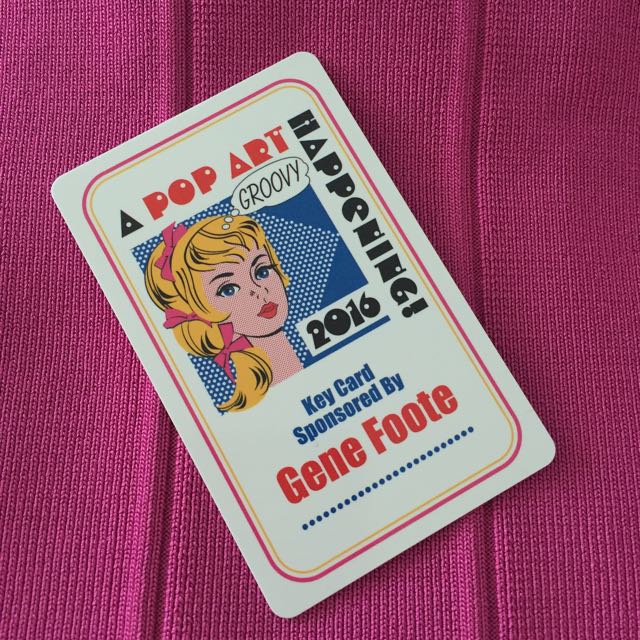 A POP ART
HAPPENING!
GROOVY
2016
Key Card
Sponsored By
Gene Foote